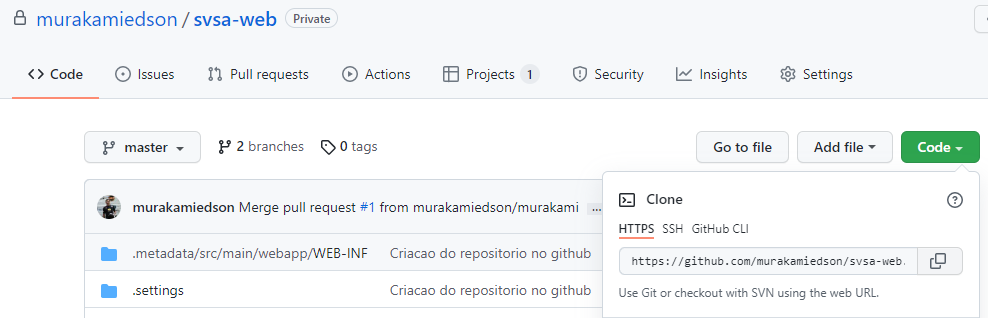 murakamiedson / svsa-web Private
Code Issues Pull requests Actions Projects 1 Security Insights Settings
master 2 branches 0 tags Go to file Add file Code
murakamiedson Merge pull request #1 from murakamiedson/murakami ...
.metadata/src/main/webapp/WEB-INF Criacao do repositorio no github
.settings Criacao do repositorio no github
Clone
HTTPS SSH GitHub CLI
https://github.com/murakamiedson/svsa-web.
Use Git or checkout with SVN using the web URL.